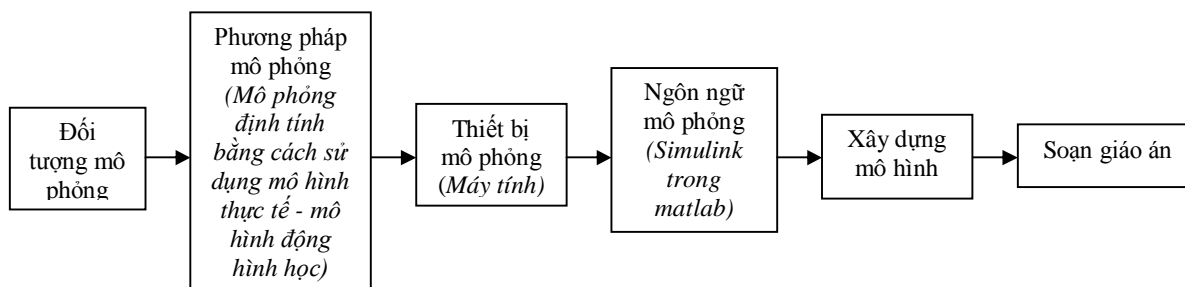 Đối
tượng mô
phỏng
Phương pháp
mô phỏng
(Mô phỏng
định tính
bằng cách sử
dụng mô hình
thực tế - mô
hình động
hình học)
Thiết bị
mô phỏng
(Máy tính)
Ngôn ngữ
mô phỏng
(Simulink
trong
matlab)
Xây dựng
mô hình
Soạn giáo án